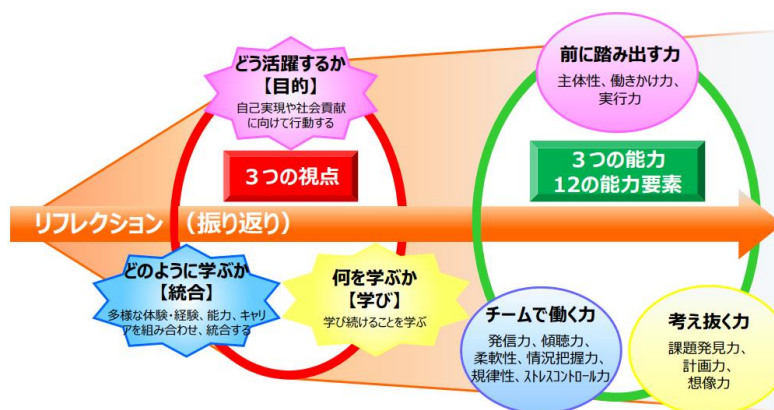 どう活躍するか
【目的】
自己実現や社会貢献
に向けて行動する
3つの視点
前に踏み出す力
主体性、働きかけ力、
実行力
3つの能力
12の能力要素
リフレクション （振り返り）
どのように学ぶか
【統合】
多様な体験・経験、能力、キャリ
アを組み合わせ、統合する
何を学ぶか
【学び】
学び続けることを学ぶ
チームで働く力
発信力、傾聴力、
柔軟性、情況把握力、
規律性、ストレスコントロール力
考え抜く力
課題発見力、
計画力、
想像力